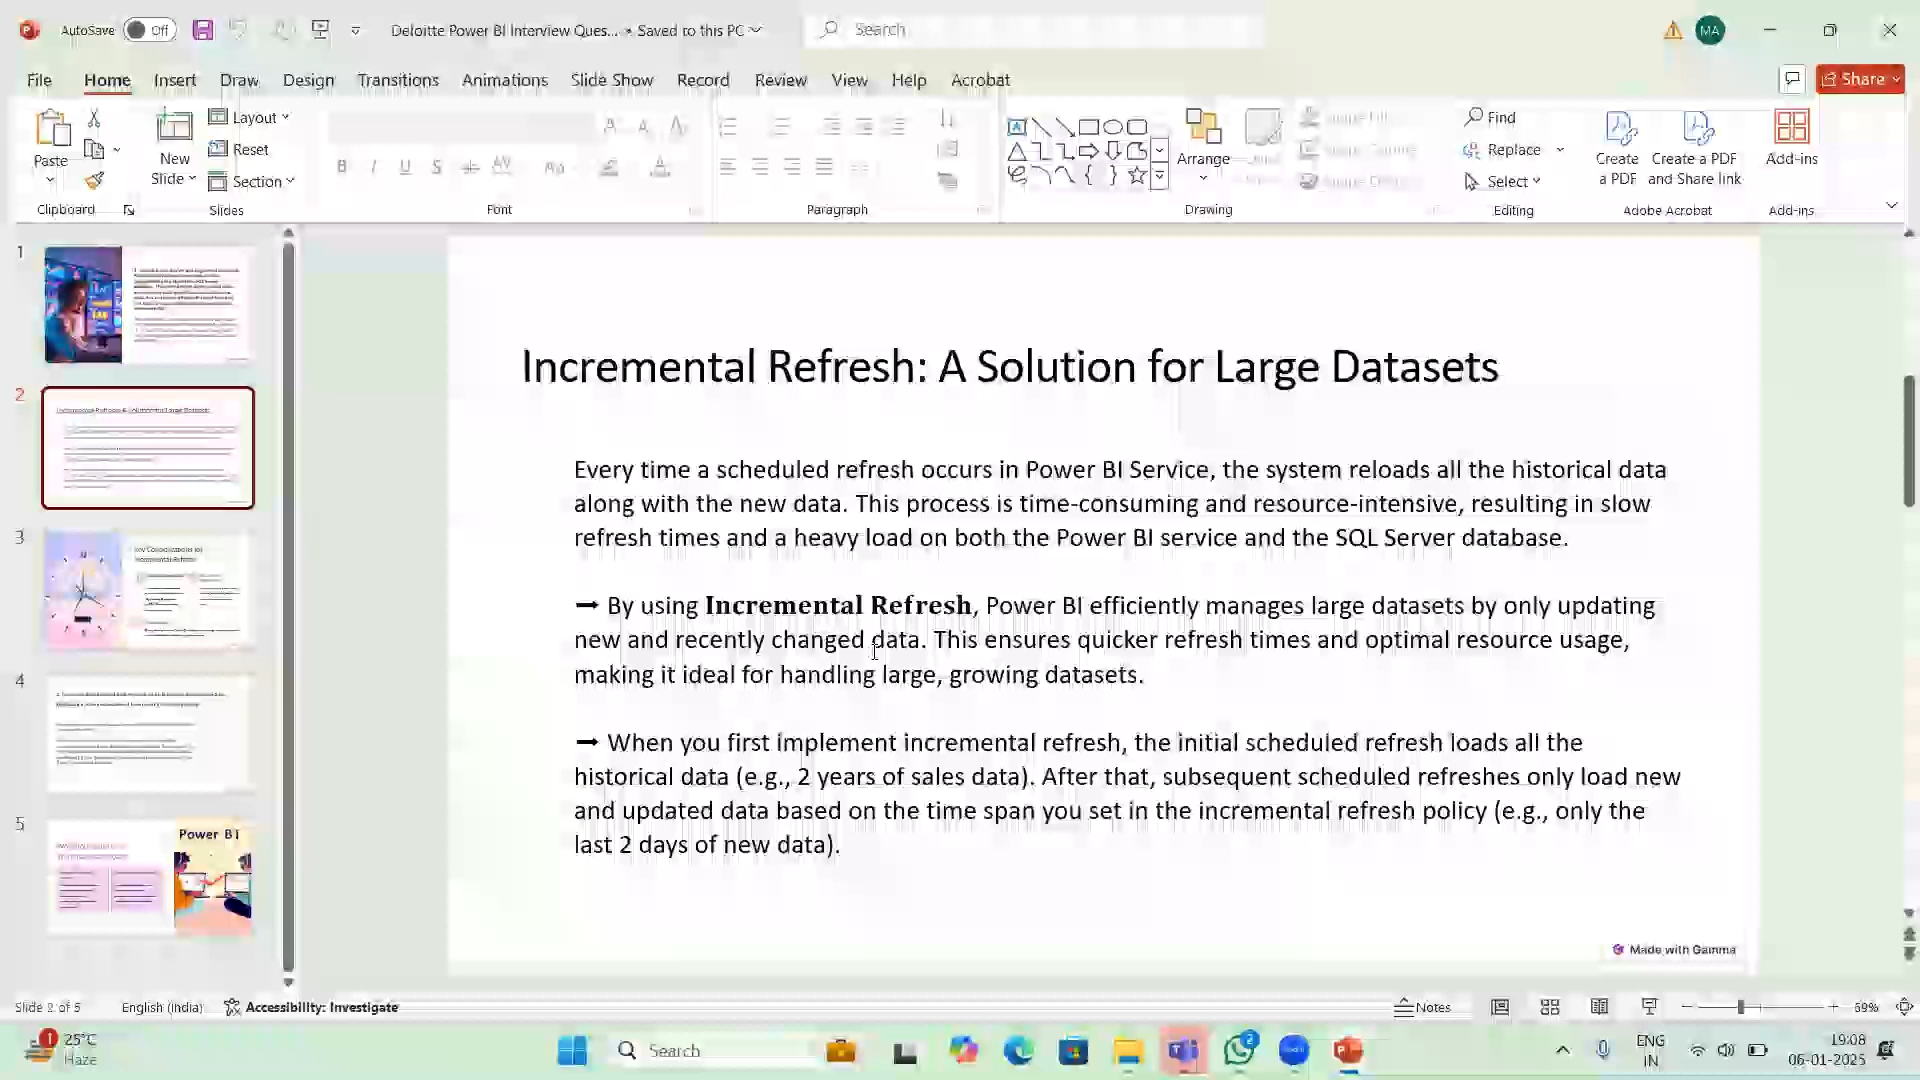 AutoSave Off Deloitte Power BI Interview Ques... • Saved to this PC Search MA
File Home Insert Draw Design Transitions Animations Slide Show Record Review View Help Acrobat Share
Paste New Slide Layout Reset Section Arrange Find Replace Select Create a PDF Create a PDF and Share link Add-ins
Clipboard Slides Font Paragraph Drawing Editing Adobe Acrobat Add-ins
1
2
3
4
5
Power BI
Incremental Refresh: A Solution for Large Datasets
Every time a scheduled refresh occurs in Power BI Service, the system reloads all the historical data
along with the new data. This process is time-consuming and resource-intensive, resulting in slow
refresh times and a heavy load on both the Power BI service and the SQL Server database.
➞ By using Incremental Refresh, Power BI efficiently manages large datasets by only updating
new and recently changed data. This ensures quicker refresh times and optimal resource usage,
making it ideal for handling large, growing datasets.
➞ When you first implement incremental refresh, the initial scheduled refresh loads all the
historical data (e.g., 2 years of sales data). After that, subsequent scheduled refreshes only load new
and updated data based on the time span you set in the incremental refresh policy (e.g., only the
last 2 days of new data).
Made with Gamma
Slide 2 of 5 English (India) Accessibility: Investigate Notes 69%
25°C
Haze
Search
ENG
IN
19:08
06-01-2025